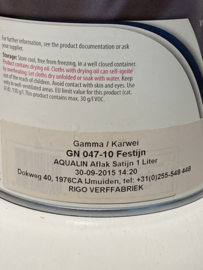 For further information, see the product documentation or ask
your supplier.
Storage: Store cool, free from freezing, in a well closed container.
Product contains drying oil. Cloths with drying oil can self-ignite
by overheating: Let cloths dry unfolded or soak with water. Keep
out of the reach of children. Avoid contact with skin and eyes. Use
only in well ventilated areas. EU limit value for this product (cat.
130 g/l. This product contains max. 30 g/l VOC.
Gamma / Karwei
GN 047-10 Festijn
AQUALIN Aflak Satijn 1 Liter
30-09-2015 14:20
Dokweg 40, 1976CA IJmuiden, tel: +31(0)255-548 448
RIGO VERFFABRIEK